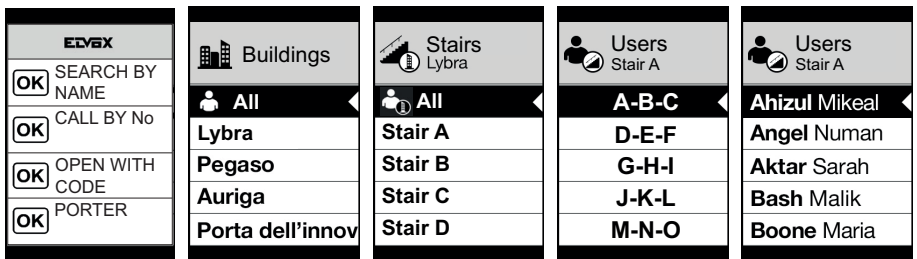 ELVOX
OK SEARCH BY
NAME
OK CALL BY No
OK OPEN WITH
CODE
OK PORTER
Buildings
All
Lybra
Pegaso
Auriga
Porta dell'innov
Stairs
Lybra
All
Stair A
Stair B
Stair C
Stair D
Users
Stair A
A-B-C
D-E-F
G-H-I
J-K-L
M-N-O
Users
Stair A
Ahizul Mikeal
Angel Numan
Aktar Sarah
Bash Malik
Boone Maria